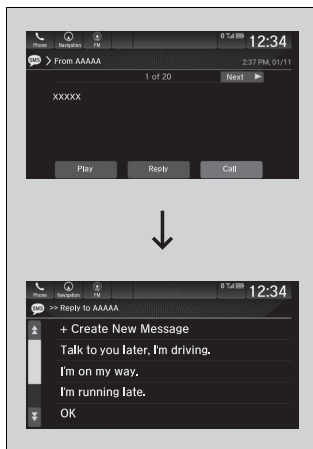 Phone Navigation FM 12:34
SMS From AAAAA 2:37 PM, 01/11
1 of 20 Next
XXXXX
Play Reply Call
Phone Navigation FM 12:34
SMS >> Reply to AAAAA
+ Create New Message
Talk to you later, I'm driving.
I'm on my way.
I'm running late.
OK